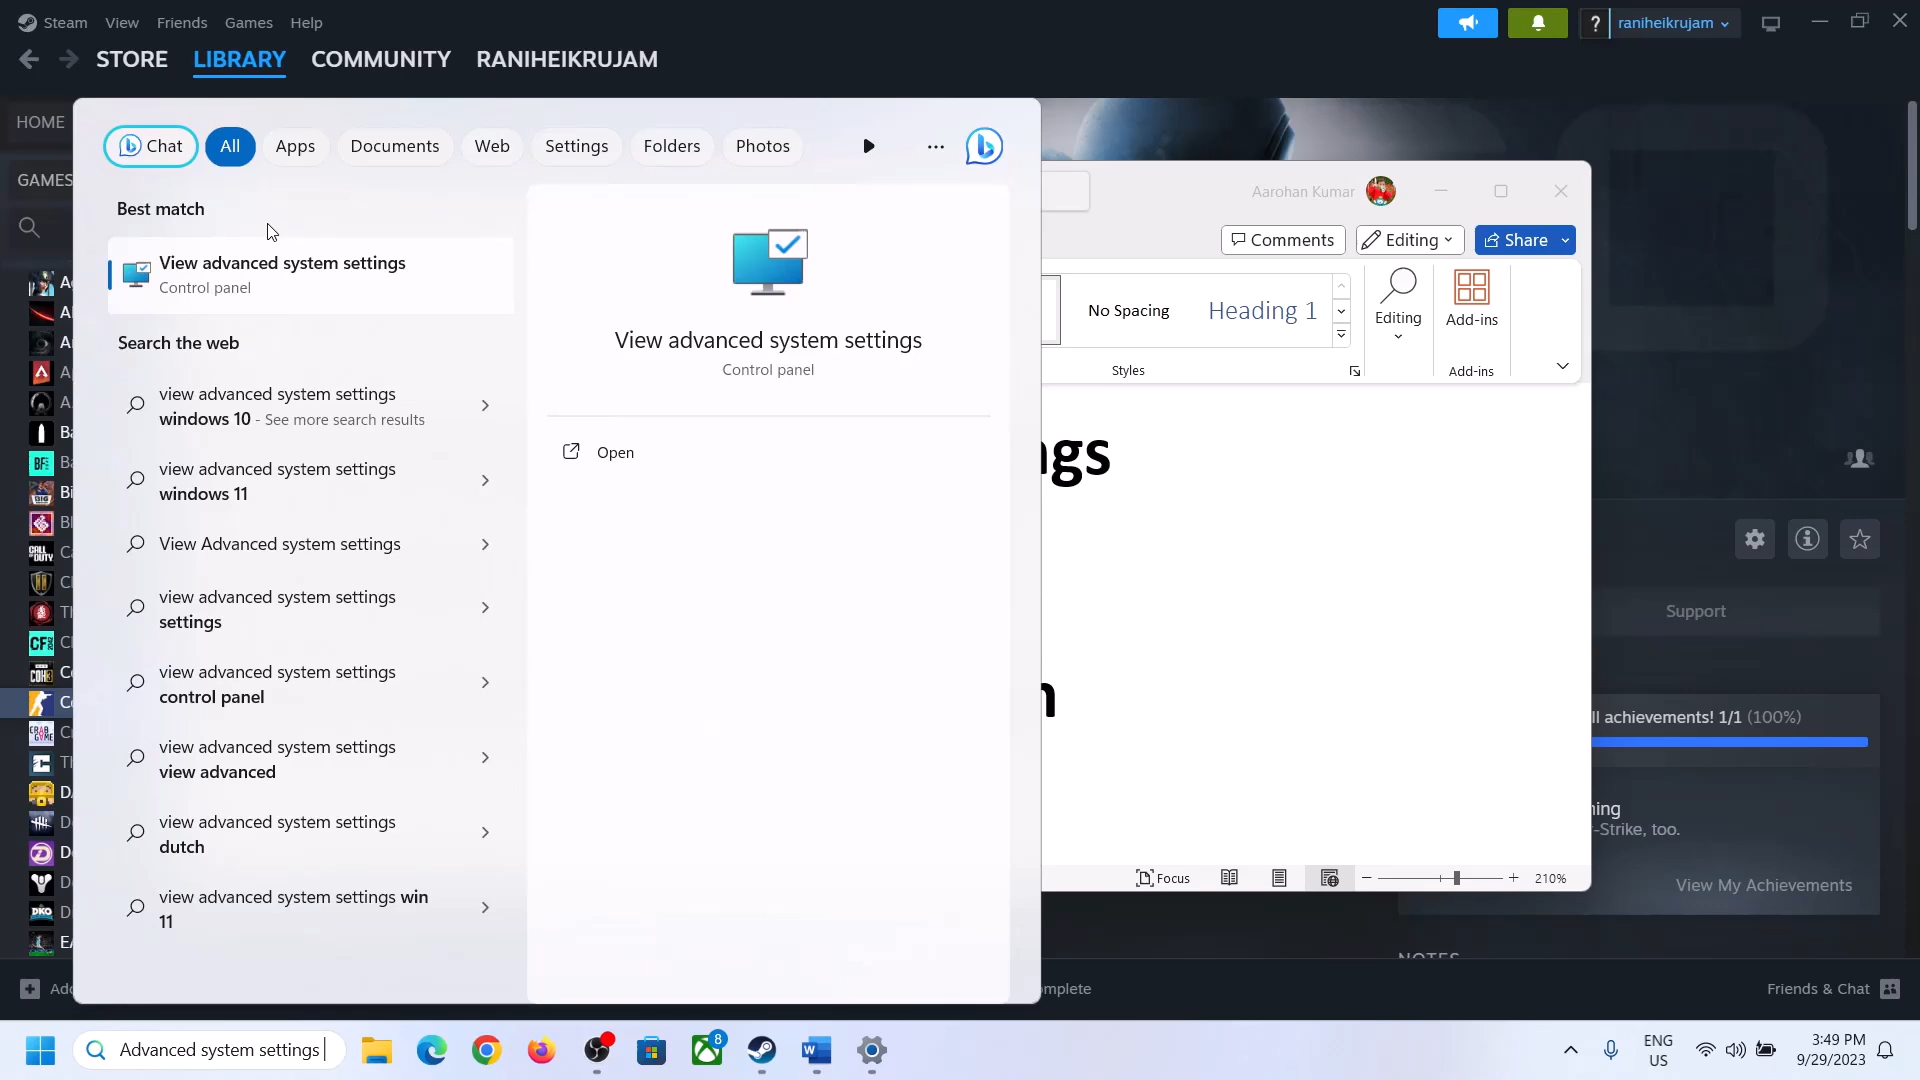 Steam View Friends Games Help
raniheikrujam
STORE LIBRARY COMMUNITY RANIHEIKRUJAM
HOME
GAMES
Chat All Apps Documents Web Settings Folders Photos
Best match
View advanced system settings
Control panel
Search the web
view advanced system settings
windows 10 - See more search results
view advanced system settings
windows 11
View Advanced system settings
view advanced system settings
settings
view advanced system settings
control panel
view advanced system settings
view advanced
view advanced system settings
dutch
view advanced system settings win
11
View advanced system settings
Control panel
Open
Aarohan Kumar
Comments Editing Share
No Spacing Heading 1
Editing
Add-ins
Styles
Add-ins
ngs
n
Focus
210%
Support
ll achievements! 1/1 (100%)
-Strike, too.
View My Achievements
NOTES
Friends & Chat
Advanced system settings
8
ENG
US
3:49 PM
9/29/2023